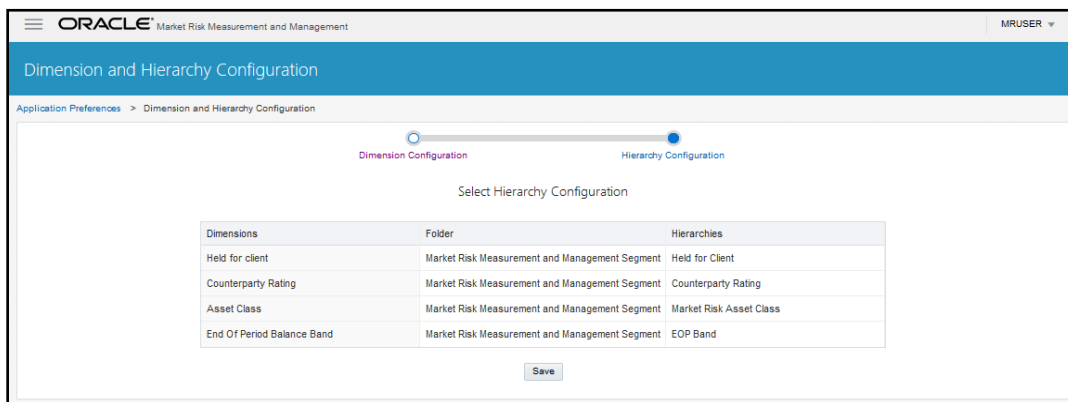 ORACLE® Market Risk Measurement and Management MRUSER
Dimension and Hierarchy Configuration
Application Preferences > Dimension and Hierarchy Configuration
Dimension Configuration Hierarchy Configuration
Select Hierarchy Configuration
Dimensions Folder Hierarchies
Held for client Market Risk Measurement and Management Segment Held for Client
Counterparty Rating Market Risk Measurement and Management Segment Counterparty Rating
Asset Class Market Risk Measurement and Management Segment Market Risk Asset Class
End Of Period Balance Band Market Risk Measurement and Management Segment EOP Band
Save